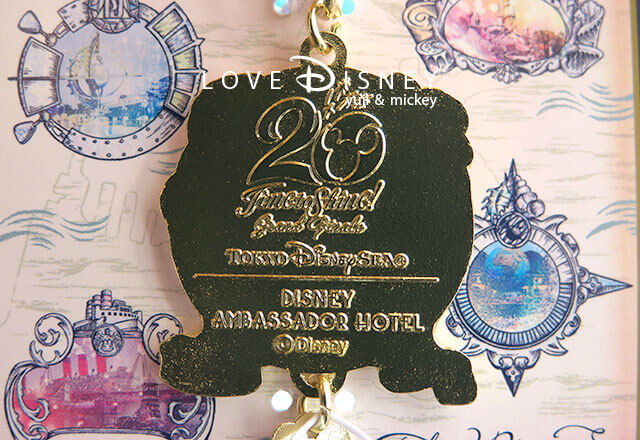 LOVE DISNEY
yuji & mickey
20
Time to Shine!
Grand Finale
TOKYO DISNEYSEA®
DISNEY
AMBASSADOR HOTEL
©Disney